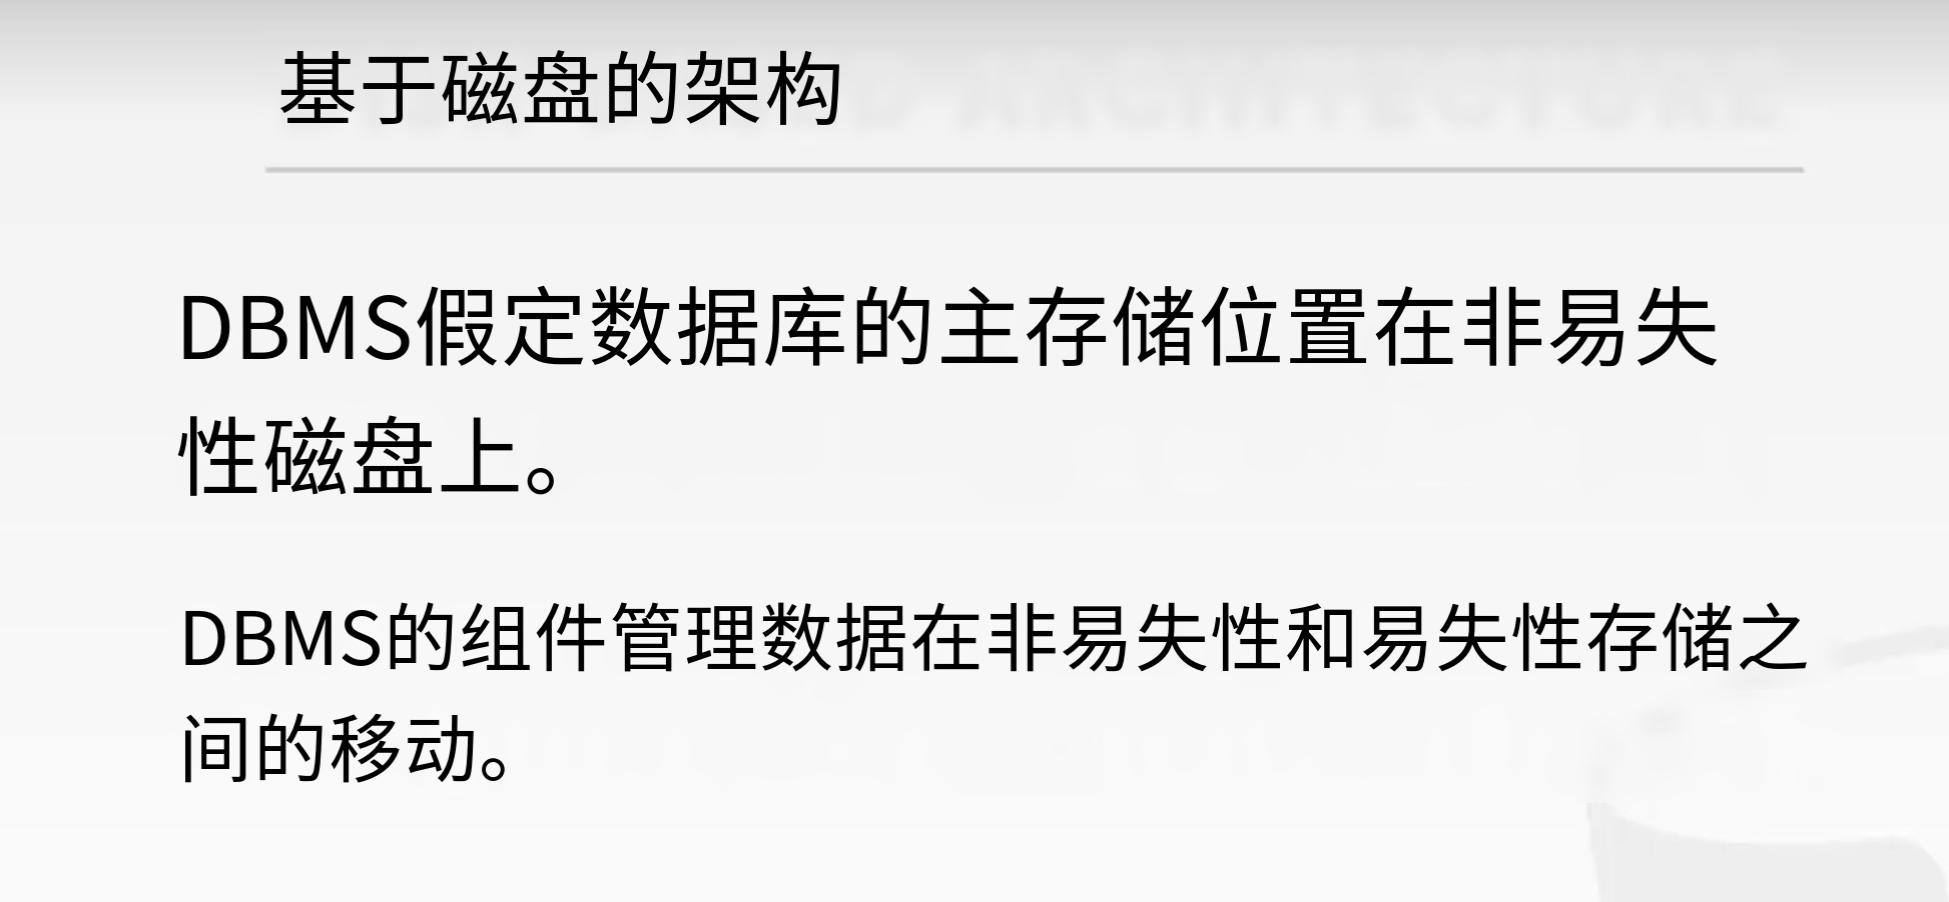 基于磁盘的架构
DBMS假定数据库的主存储位置在非易失
性磁盘上。
DBMS的组件管理数据在非易失性和易失性存储之
间的移动。